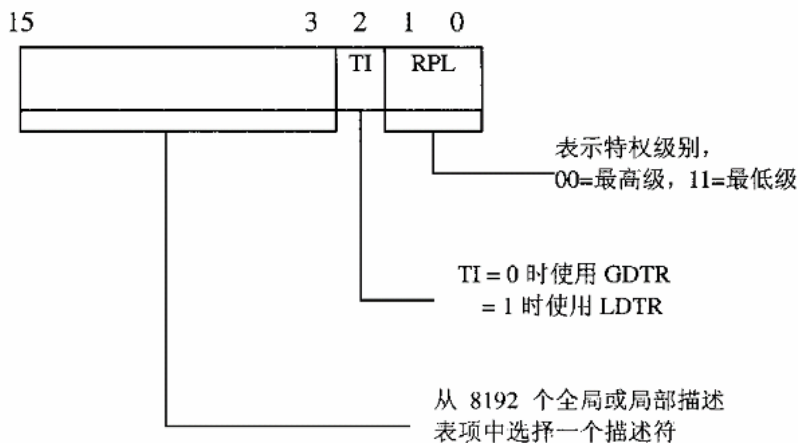 15 3 2 1 0
TI RPL
表示特权级别，
00=最高级，11=最低级
TI = 0 时使用 GDTR
= 1 时使用 LDTR
从 8192 个全局或局部描述
表项中选择一个描述符